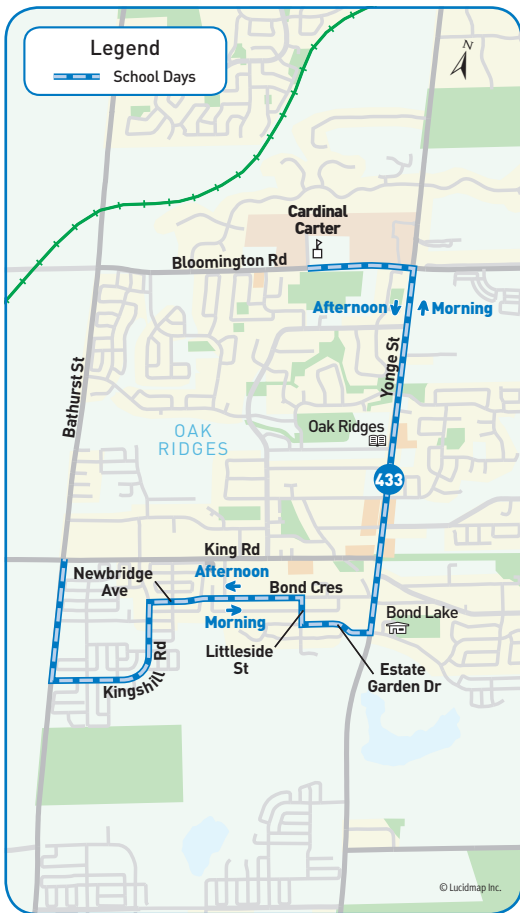 Legend
School Days
N
Cardinal
Carter
Bloomington Rd
Afternoon
Morning
Yonge St
Bathurst St
OAK
RIDGES
Oak Ridges
433
King Rd
Newbridge
Ave
Afternoon
Bond Cres
Morning
Bond Lake
Littleside
St
Estate
Garden Dr
Kingshill Rd
© Lucidmap Inc.